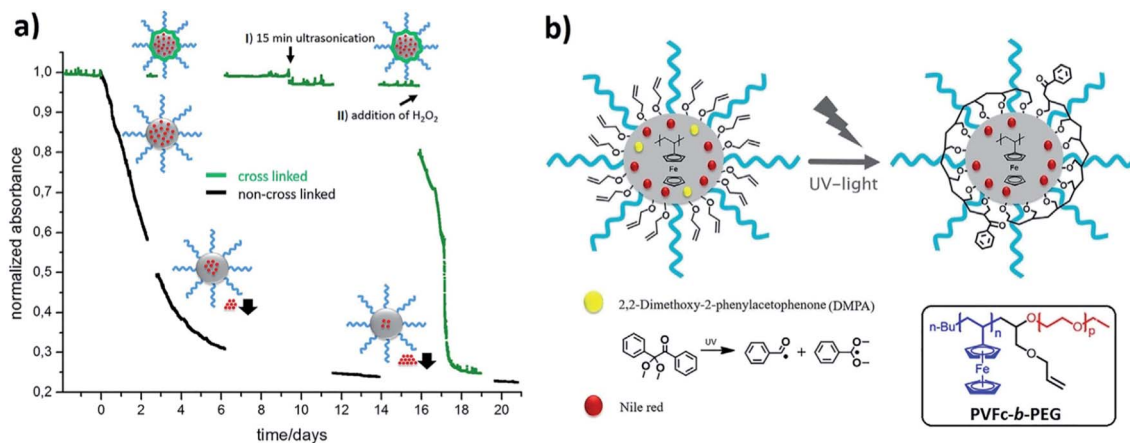 a)
I) 15 min ultrasonication
II) addition of H₂O₂
cross linked
non-cross linked
normalized absorbance
1,0
0,9
0,8
0,7
0,6
0,5
0,4
0,3
0,2
0 2 4 6 8 10 12 14 16 18 20
time/days
b)
Fe
UV-light
Fe
O
O
2,2-Dimethoxy-2-phenylacetophenone (DMPA)
UV
O
O
O
O
+
O
O
Nile red
n-Bu
n
O
O
p
O
Fe
PVFc-b-PEG